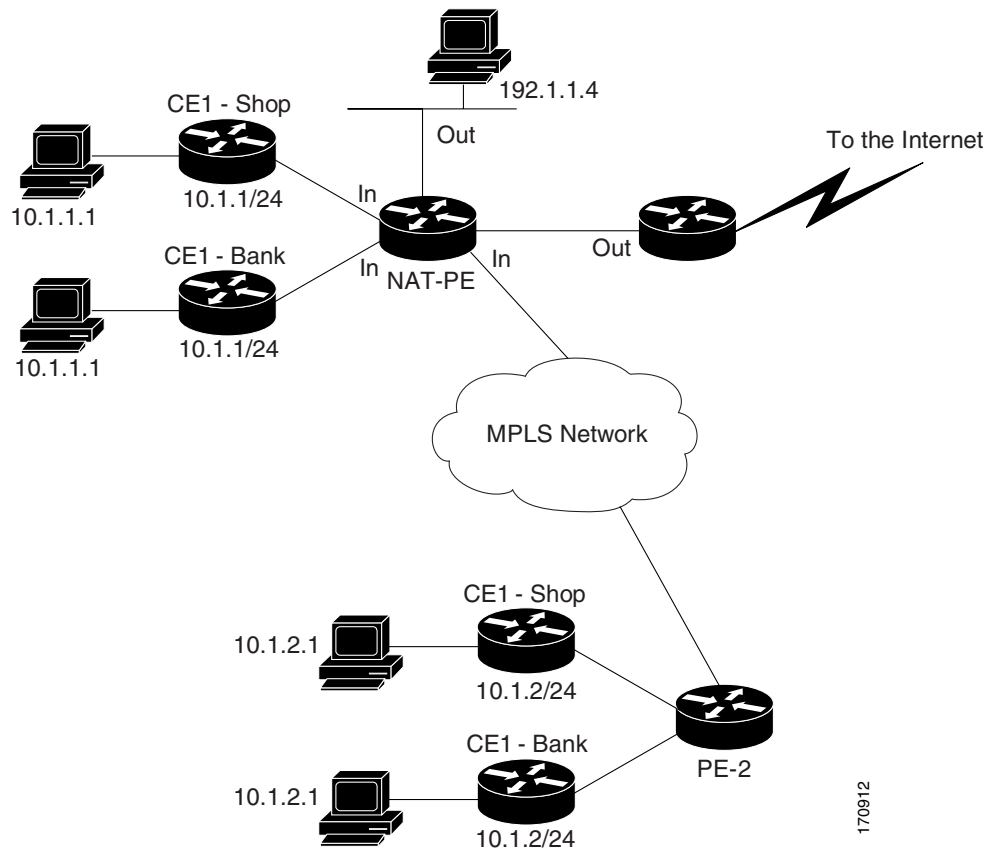 192.1.1.4
CE1 - Shop
Out
To the Internet
In
10.1.1.1
10.1.1/24
CE1 - Bank
In
In
Out
NAT-PE
10.1.1.1
10.1.1/24
MPLS Network
CE1 - Shop
10.1.2.1
10.1.2/24
CE1 - Bank
PE-2
10.1.2.1
10.1.2/24
170912